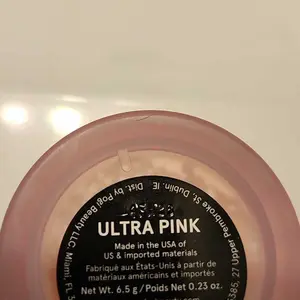 Dist. by Pogi Beauty LLC, Miami, FL
Pembroke St. Dublin, IE
385, 27 Upper
ULTRA PINK
Made in the USA of
US & imported materials
Fabriqué aux États-Unis à partir de
matériaux américains et importés
Net Wt. 6.5 g / Poids Net 0.23 oz.